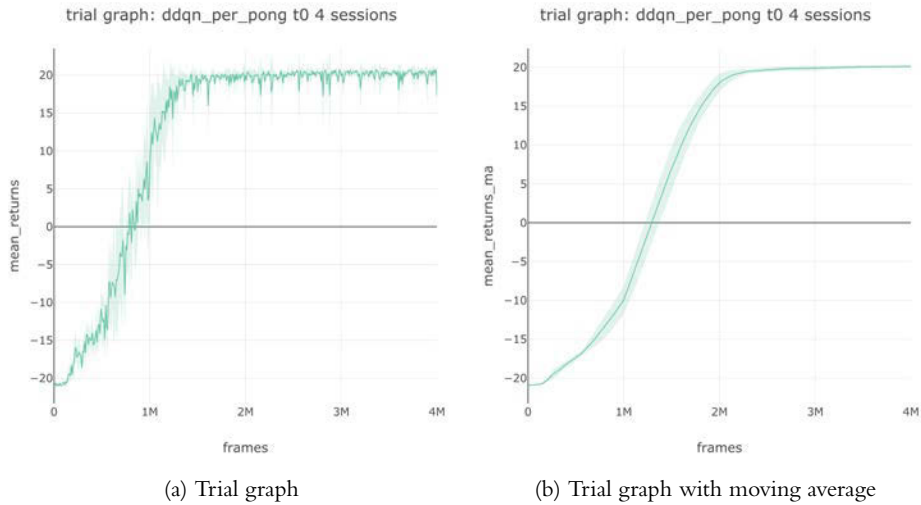 trial graph: ddqn_per_pong t0 4 sessions
mean_returns
20
15
10
5
0
−5
−10
−15
−20
0
1M
2M
3M
4M
frames
(a) Trial graph
trial graph: ddqn_per_pong t0 4 sessions
mean_returns_ma
20
15
10
5
0
−5
−10
−15
−20
0
1M
2M
3M
4M
frames
(b) Trial graph with moving average